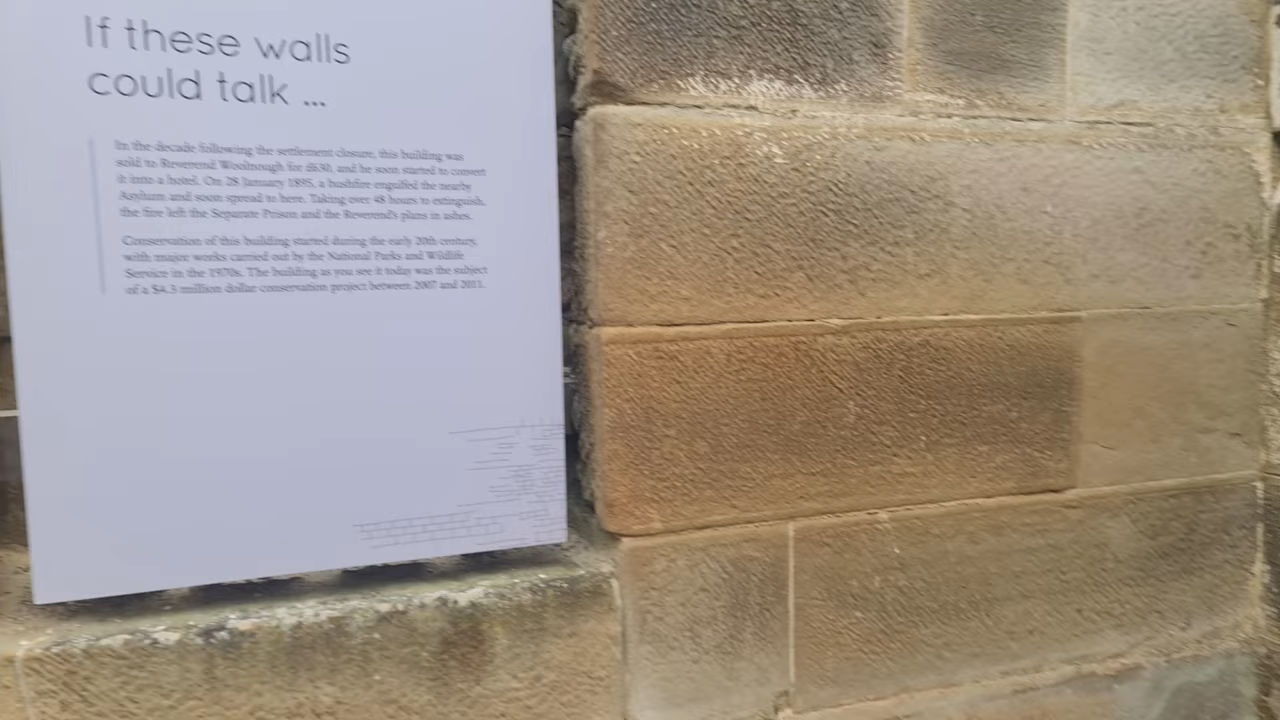 If these walls
could talk ...
In the decade following the settlement closure, this building was
sold to Reverend Woolnough for £630, and he soon started to convert
it into a hotel. On 28 January 1895, a bushfire engulfed the nearby
Asylum and soon spread to here. Taking over 48 hours to extinguish,
the fire left the Separate Prison and the Reverend's plans in ashes.
Conservation of this building started during the early 20th century,
with major works carried out by the National Parks and Wildlife
Service in the 1970s. The building as you see it today was the subject
of a $4.5 million dollar conservation project between 2007 and 2011.